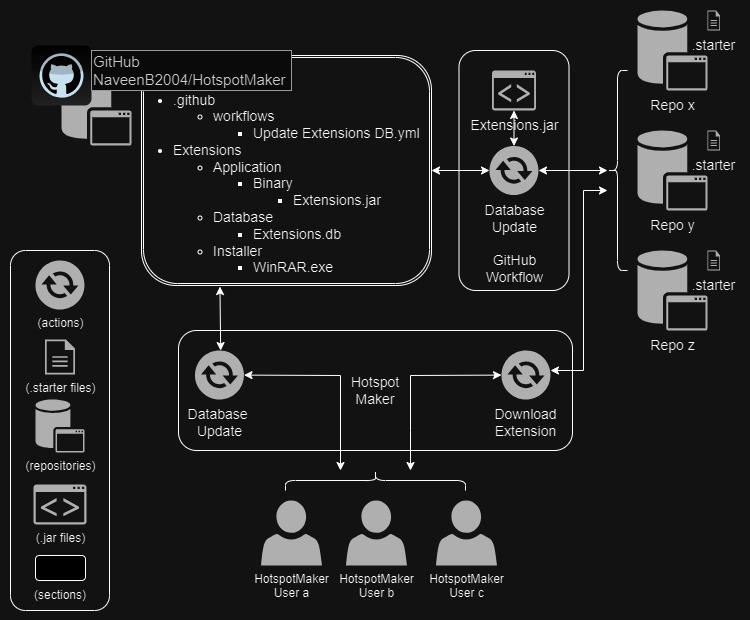 GitHub
NaveenB2004/HotspotMaker
.github
workflows
Update Extensions DB.yml
Extensions
Application
Binary
Extensions.jar
Database
Extensions.db
Installer
WinRAR.exe
Extensions.jar
Database
Update
GitHub
Workflow
.starter
Repo x
.starter
Repo y
.starter
Repo z
(actions)
(.starter files)
(repositories)
(.jar files)
(sections)
Database
Update
Hotspot
Maker
Download
Extension
HotspotMaker
User a
HotspotMaker
User b
HotspotMaker
User c